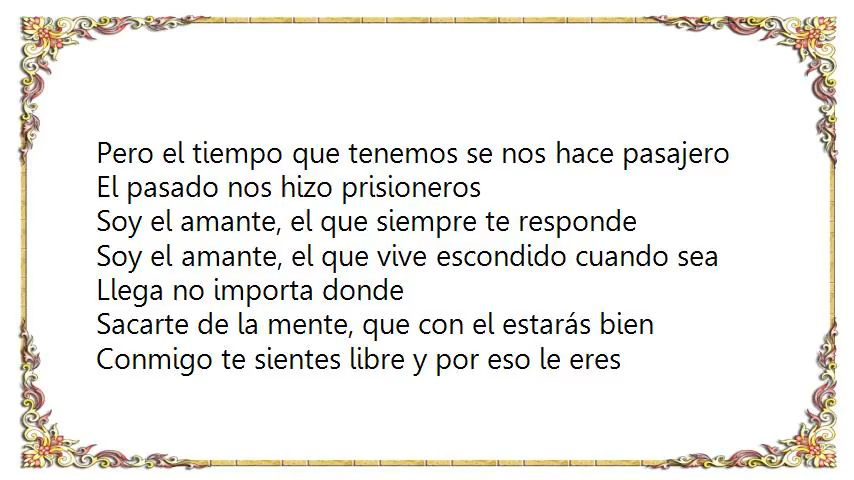 Pero el tiempo que tenemos se nos hace pasajero
El pasado nos hizo prisioneros
Soy el amante, el que siempre te responde
Soy el amante, el que vive escondido cuando sea
Llega no importa donde
Sacarte de la mente, que con el estarás bien
Conmigo te sientes libre y por eso le eres